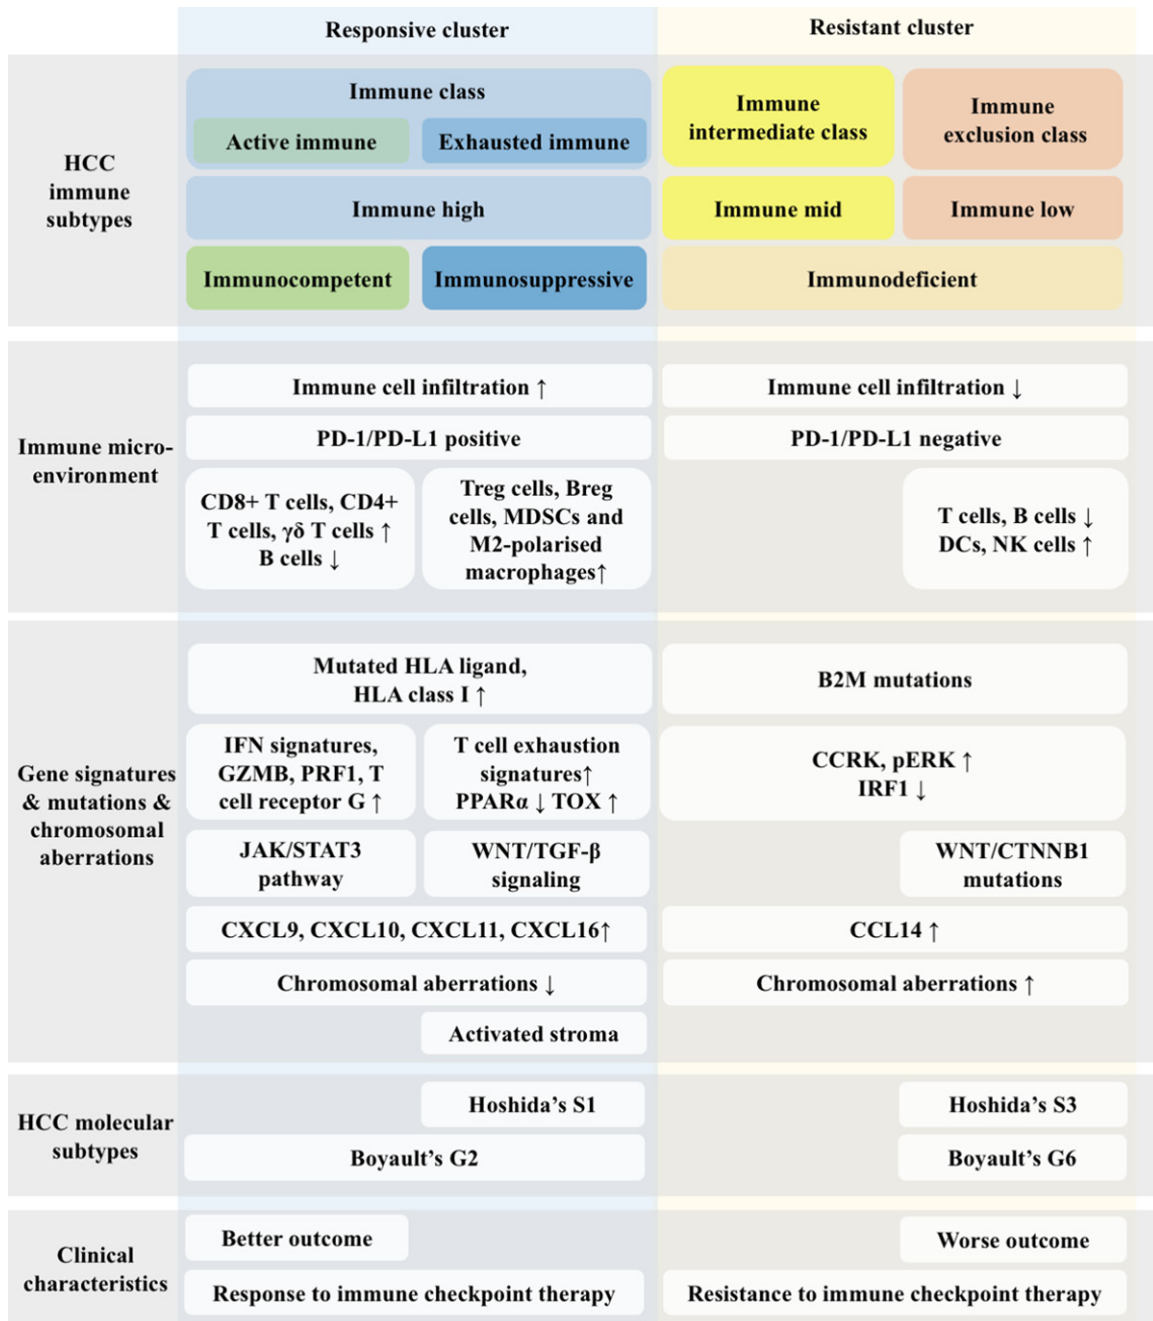 Responsive cluster
Resistant cluster
HCC
immune
subtypes
Immune class
Active immune
Exhausted immune
Immune
intermediate class
Immune
exclusion class
Immune high
Immune mid
Immune low
Immunocompetent
Immunosuppressive
Immunodeficient
Immune micro-
environment
Immune cell infiltration ↑
Immune cell infiltration ↓
PD-1/PD-L1 positive
PD-1/PD-L1 negative
CD8+ T cells, CD4+
T cells, γδ T cells ↑
B cells ↓
Treg cells, Breg
cells, MDSCs and
M2-polarised
macrophages↑
T cells, B cells ↓
DCs, NK cells ↑
Gene signatures
& mutations &
chromosomal
aberrations
Mutated HLA ligand,
HLA class I ↑
B2M mutations
IFN signatures,
GZMB, PRF1, T
cell receptor G ↑
T cell exhaustion
signatures↑
PPARα ↓ TOX ↑
CCRK, pERK ↑
IRF1 ↓
JAK/STAT3
pathway
WNT/TGF-β
signaling
WNT/CTNNB1
mutations
CXCL9, CXCL10, CXCL11, CXCL16↑
CCL14 ↑
Chromosomal aberrations ↓
Chromosomal aberrations ↑
Activated stroma
HCC molecular
subtypes
Hoshida’s S1
Hoshida’s S3
Boyault’s G2
Boyault’s G6
Clinical
characteristics
Better outcome
Worse outcome
Response to immune checkpoint therapy
Resistance to immune checkpoint therapy